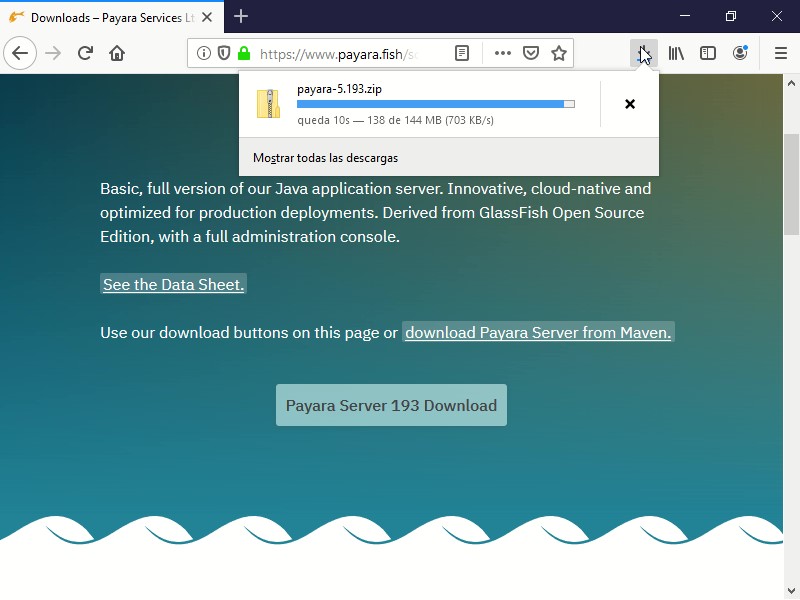 Downloads – Payara Services Lt
https://www.payara.fish/so
payara-5.193.zip
queda 10s — 138 de 144 MB (703 KB/s)
Mostrar todas las descargas
Basic, full version of our Java application server. Innovative, cloud-native and
optimized for production deployments. Derived from GlassFish Open Source
Edition, with a full administration console.
See the Data Sheet.
Use our download buttons on this page or download Payara Server from Maven.
Payara Server 193 Download